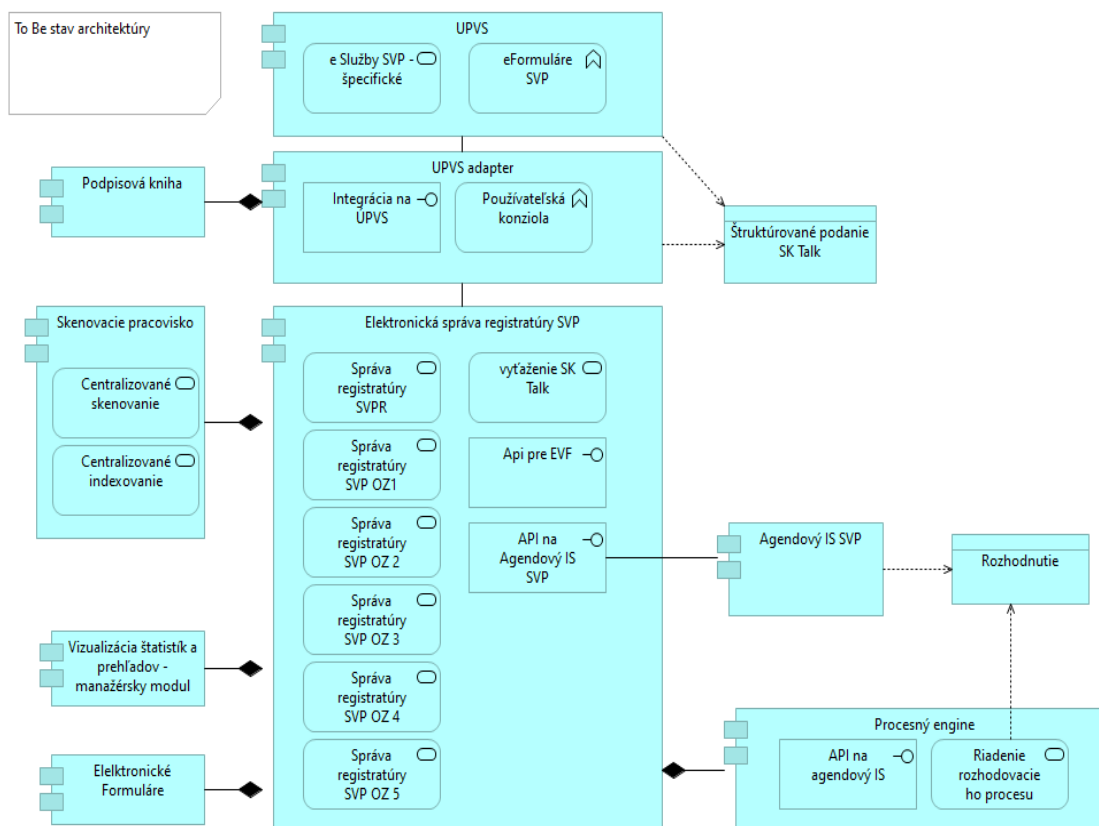 To Be stav architektúry
UPVS
e Služby SVP -
špecifické
eFormuláre
SVP
Podpisová kniha
UPVS adapter
Integrácia na
ÚPVS
Používateľská
konziola
Štruktúrované podanie
SK Talk
Skenovacie pracovisko
Centralizované
skenovanie
Centralizované
indexovanie
Elektronická správa registratúry SVP
Správa
registratúry
SVPR
vyťaženie SK
Talk
Správa
registratúry
SVP OZ1
Api pre EVF
Správa
registratúry
SVP OZ 2
API na
Agendový IS
SVP
Agendový IS SVP
Rozhodnutie
Správa
registratúry
SVP OZ 3
Vizualizácia štatistík a
prehľadov -
manažérsky modul
Správa
registratúry
SVP OZ 4
Procesný engine
API na
agendový IS
Riadenie
rozhodovacie
ho procesu
Elelktronické
Formuláre
Správa
registratúry
SVP OZ 5